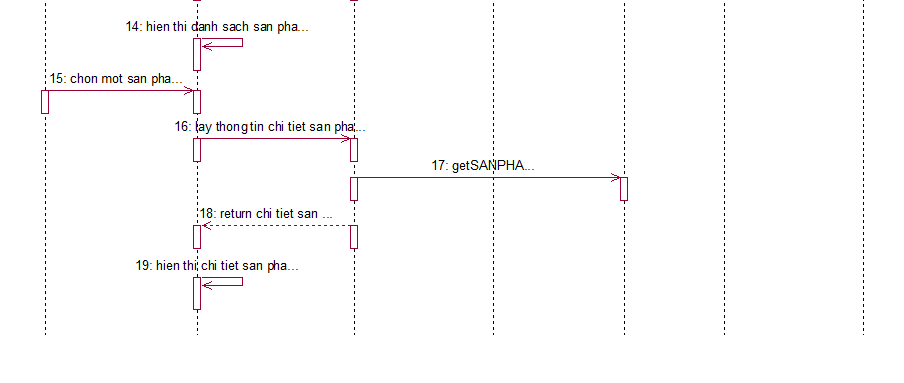 14: hien thi danh sach san pha...
15: chon mot san pha...
16: lay thong tin chi tiet san pha...
17: getSANPHA...
18: return chi tiet san ...
19: hien thi chi tiet san pha...